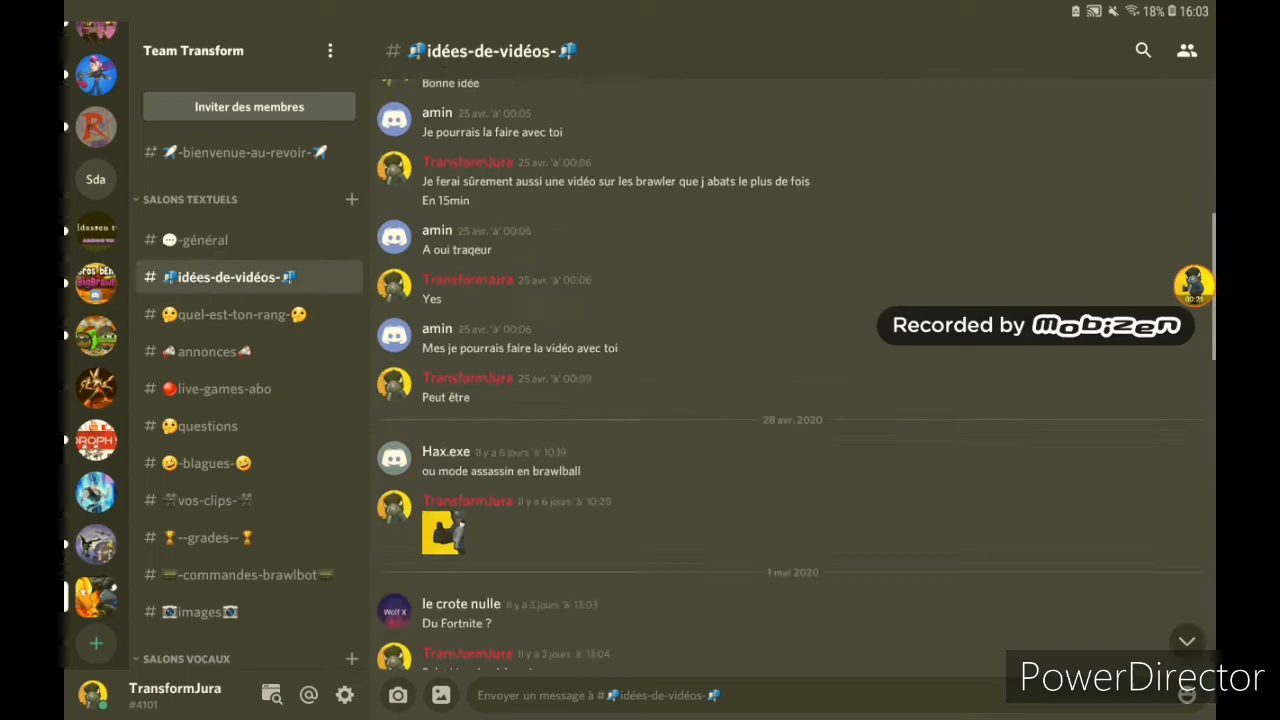 18% 16:03
Team Transform
Inviter des membres
-bienvenue-au-revoir-
SALONS TEXTUELS
# -général
# idées-de-vidéos-
# quel-est-ton-rang-
# annonces
# live-games-abo
# questions
# -blagues-
# vos-clips-
# --grades--
# -commandes-brawlbot
# images
SALONS VOCAUX
TransformJura
#4101
Sda
DROPH
# idées-de-vidéos-
Bonne idée
amin 25 avr. 'à' 00:05
Je pourrais la faire avec toi
TransformJura 25 avr. 'à' 00:06
Je ferai sûrement aussi une vidéo sur les brawler que j abats le plus de fois
En 15min
amin 25 avr. 'à' 00:06
A oui traqeur
TransformJura 25 avr. 'à' 00:06
Yes
amin 25 avr. 'à' 00:06
Mes je pourrais faire la vidéo avec toi
TransformJura 25 avr. 'à' 00:09
Peut être
28 avr. 2020
Hax.exe Il y a 6 jours 'à' 10:19
ou mode assassin en brawlball
TransformJura Il y a 6 jours 'à' 10:20
1 mai 2020
Wolf X
le crote nulle Il y a 3 jours 'à' 13:03
Du Fortnite ?
TransformJura Il y a 3 jours 'à' 13:04
Envoyer un message à # idées-de-vidéos-
Recorded by mobizen
PowerDirector